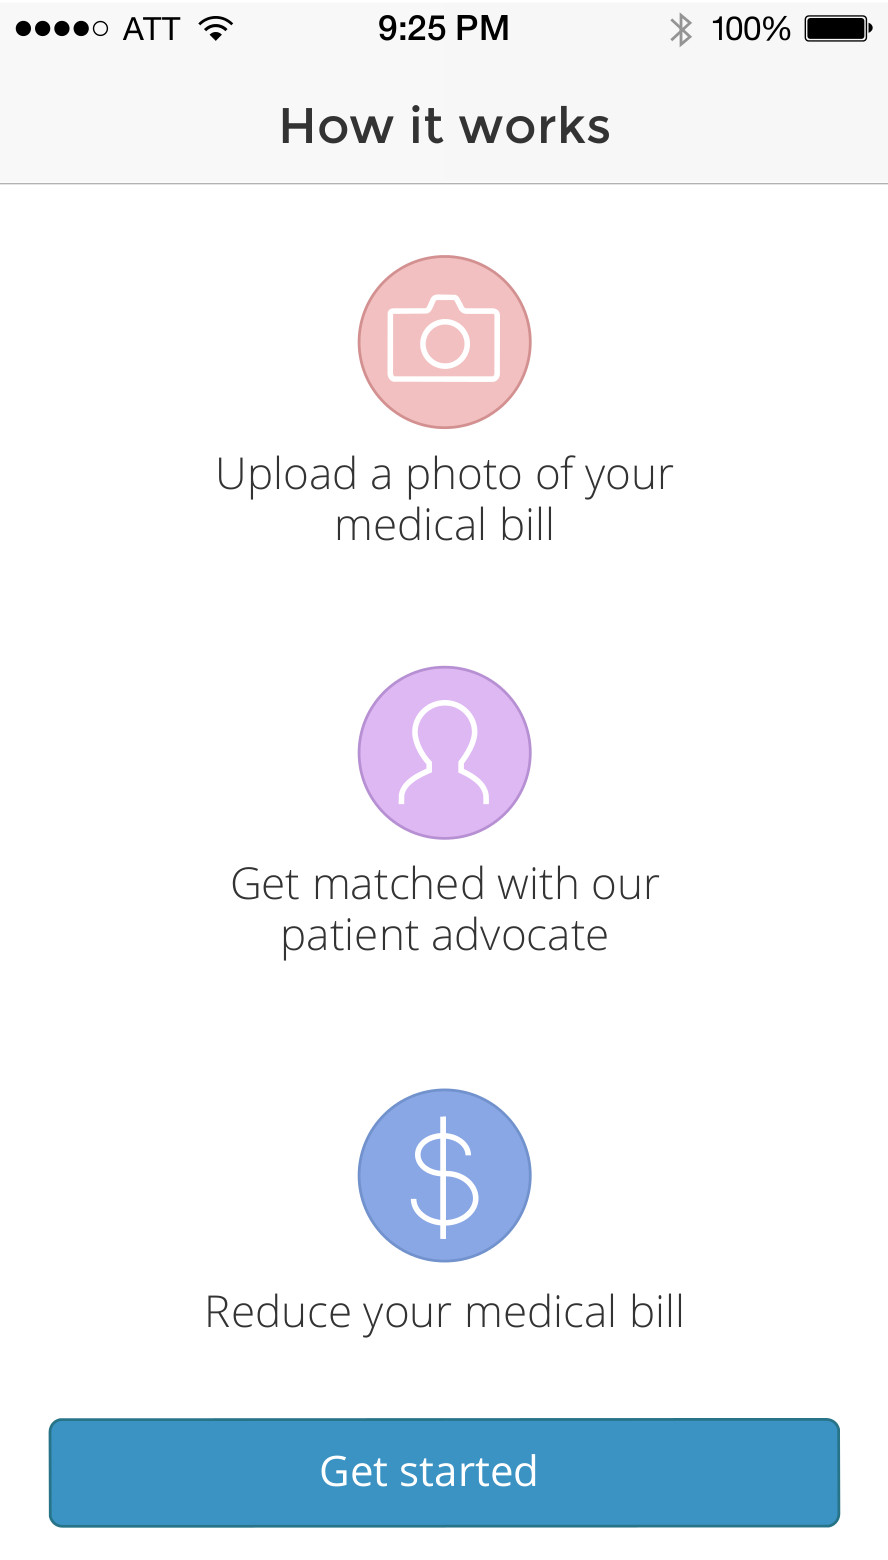 ATT 9:25 PM 100%
How it works
Upload a photo of your
medical bill
Get matched with our
patient advocate
$
Reduce your medical bill
Get started